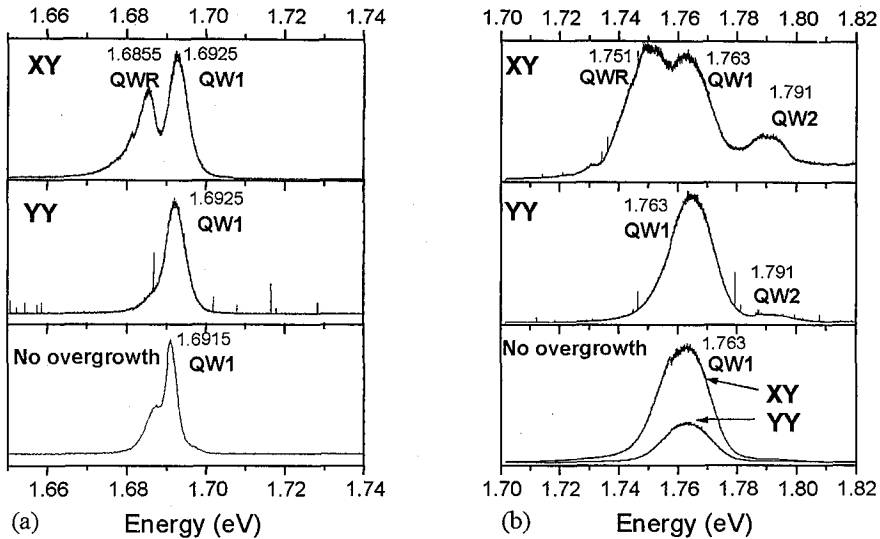 1.66 1.68 1.70 1.72 1.74
XY
1.6855
QWR
1.6925
QW1
YY
1.6925
QW1
No overgrowth
1.6915
QW1
1.66 1.68 1.70 1.72 1.74
(a) Energy (eV)
1.70 1.72 1.74 1.76 1.78 1.80 1.82
XY
1.751
QWR
1.763
QW1
1.791
QW2
YY
1.763
QW1
1.791
QW2
No overgrowth
1.763
QW1
XY
YY
1.70 1.72 1.74 1.76 1.78 1.80 1.82
(b) Energy (eV)